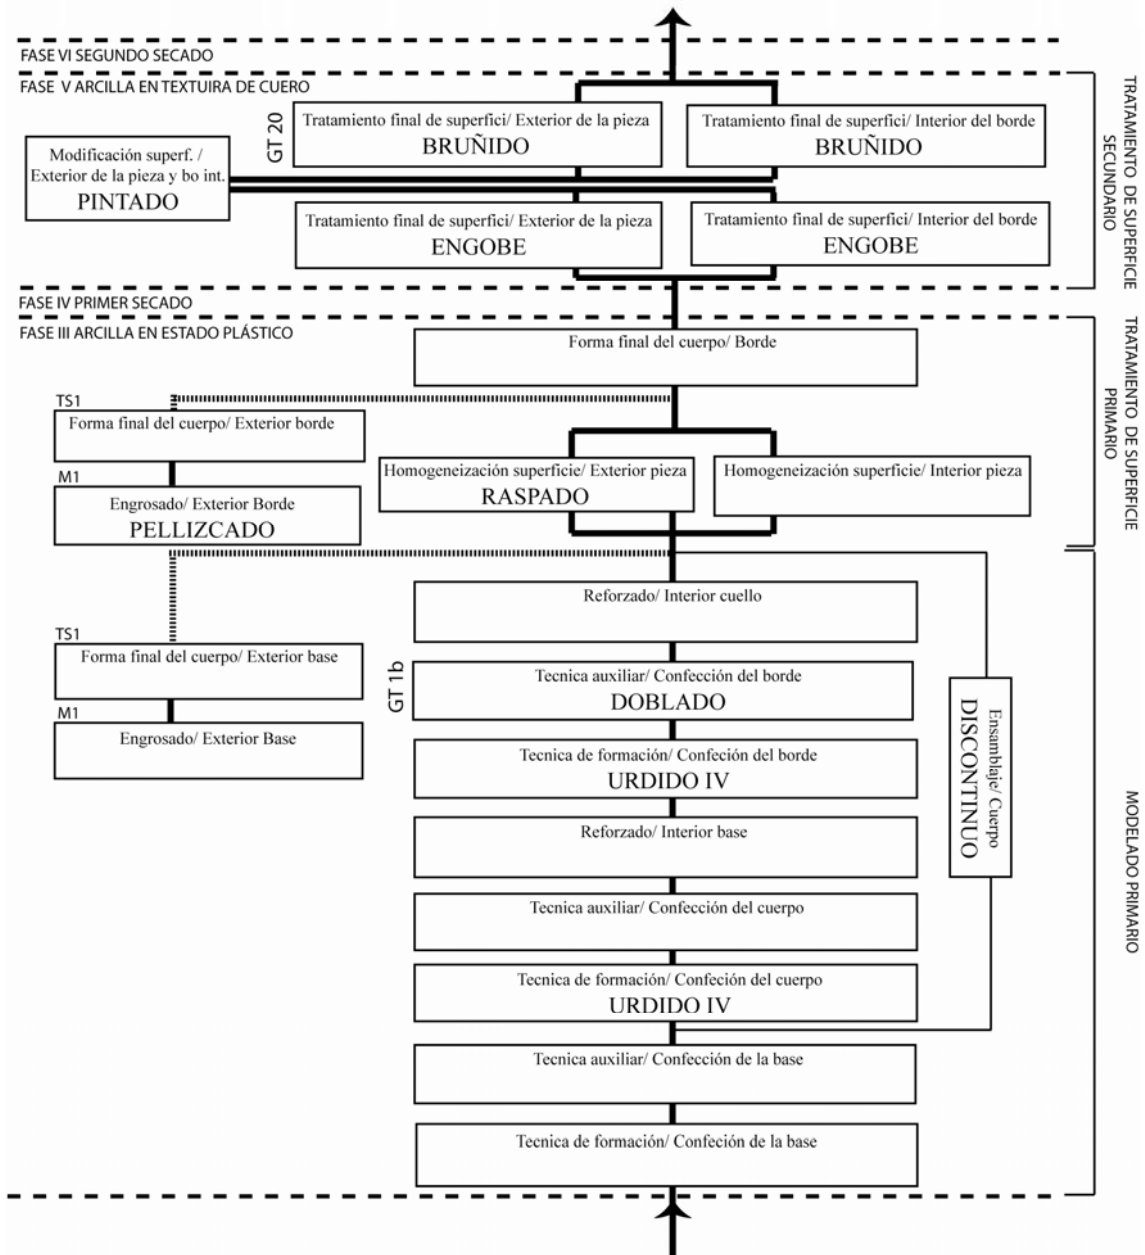 FASE VI SEGUNDO SECADO
FASE V ARCILLA EN TEXTUIRA DE CUERO
GT 20
Tratamiento final de superfici/ Exterior de la pieza
BRUÑIDO
Tratamiento final de superfici/ Interior del borde
BRUÑIDO
Modificación superf. /
Exterior de la pieza y bo int.
PINTADO
Tratamiento final de superfici/ Exterior de la pieza
ENGOBE
Tratamiento final de superfici/ Interior del borde
ENGOBE
TRATAMIENTO DE SUPERFICIE
SECUNDARIO
FASE IV PRIMER SECADO
FASE III ARCILLA EN ESTADO PLÁSTICO
Forma final del cuerpo/ Borde
TS1
Forma final del cuerpo/ Exterior borde
M1
Engrosado/ Exterior Borde
PELLIZCADO
Homogeneización superficie/ Exterior pieza
RASPADO
Homogeneización superficie/ Interior pieza
TRATAMIENTO DE SUPERFICIE
PRIMARIO
Reforzado/ Interior cuello
TS1
Forma final del cuerpo/ Exterior base
M1
Engrosado/ Exterior Base
GT 1b
Tecnica auxiliar/ Confección del borde
DOBLADO
Tecnica de formación/ Confeción del borde
URDIDO IV
Reforzado/ Interior base
Tecnica auxiliar/ Confección del cuerpo
Tecnica de formación/ Confeción del cuerpo
URDIDO IV
Ensamblaje/ Cuerpo
DISCONTINUO
Tecnica auxiliar/ Confección de la base
Tecnica de formación/ Confeción de la base
MODELADO PRIMARIO